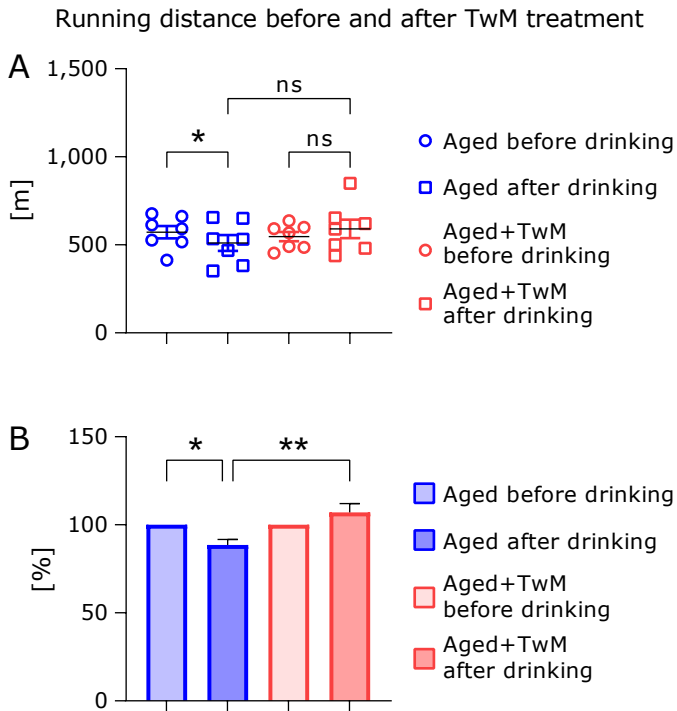 Running distance before and after TwM treatment
A
1,500
1,000
500
0
[m]
ns
*
ns
Aged before drinking
Aged after drinking
Aged+TwM
before drinking
Aged+TwM
after drinking
B
150
100
50
0
[%]
*
**
Aged before drinking
Aged after drinking
Aged+TwM
before drinking
Aged+TwM
after drinking